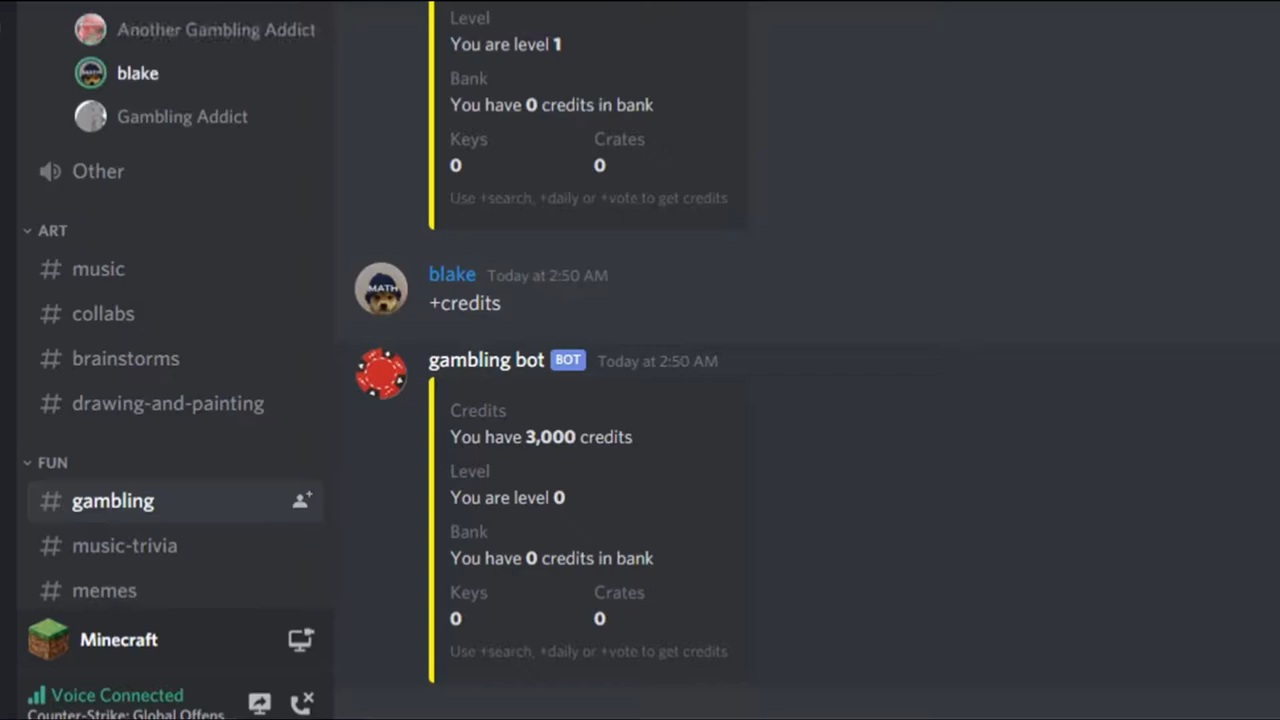 Another Gambling Addict
blake
Gambling Addict
Other
ART
# music
# collabs
# brainstorms
# drawing-and-painting
FUN
# gambling
# music-trivia
# memes
Minecraft
Voice Connected
Counter-Strike: Global Offens...
Level
You are level 1
Bank
You have 0 credits in bank
Keys Crates
0 0
Use +search, +daily or +vote to get credits
MATH
blake Today at 2:50 AM
+credits
gambling bot BOT Today at 2:50 AM
Credits
You have 3,000 credits
Level
You are level 0
Bank
You have 0 credits in bank
Keys Crates
0 0
Use +search, +daily or +vote to get credits